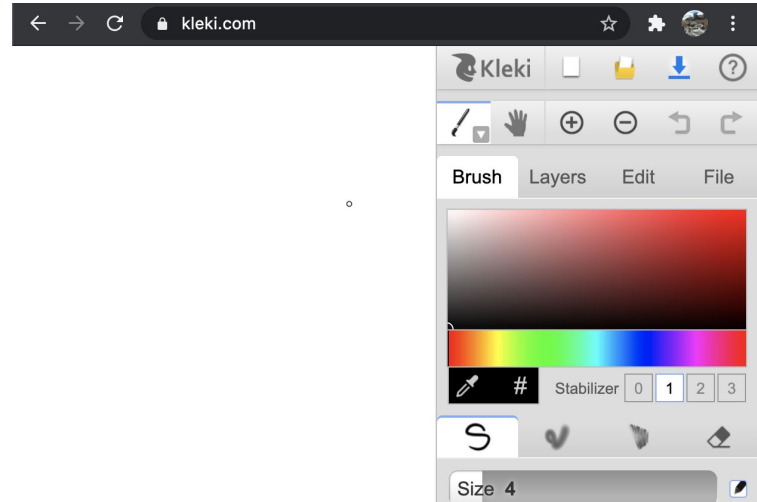 kleki.com
Kleki
Brush Layers Edit File
# Stabilizer 0 1 2 3
Size 4